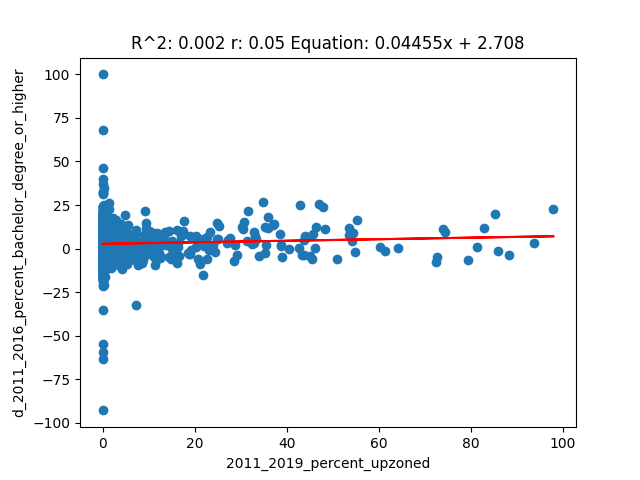 R^2: 0.002 r: 0.05 Equation: 0.04455x + 2.708
d_2011_2016_percent_bachelor_degree_or_higher
100
75
50
25
0
−25
−50
−75
−100
0 20 40 60 80 100
2011_2019_percent_upzoned